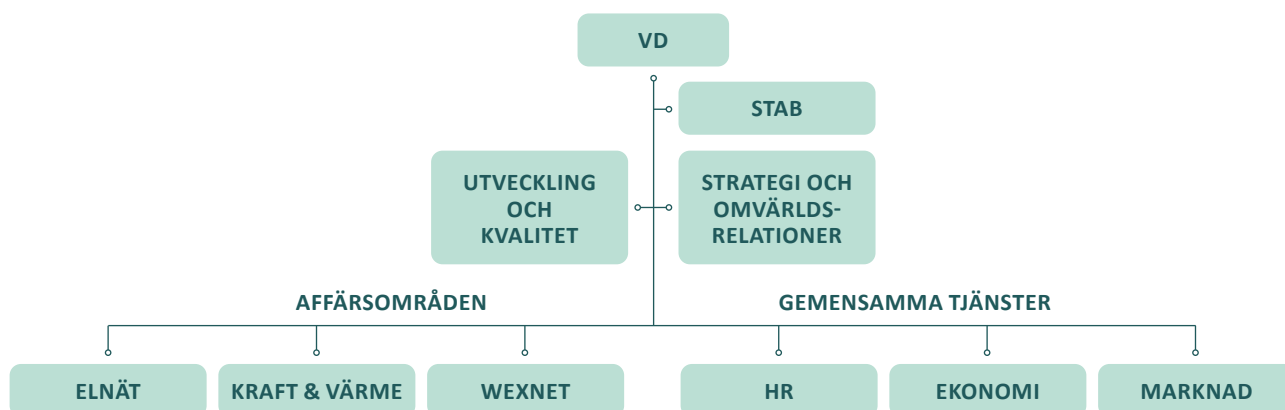 VD
STAB
UTVECKLING
OCH
KVALITET
STRATEGI OCH
OMVÄRLDS-
RELATIONER
AFFÄRSOMRÅDEN
GEMENSAMMA TJÄNSTER
ELNÄT
KRAFT & VÄRME
WEXNET
HR
EKONOMI
MARKNAD